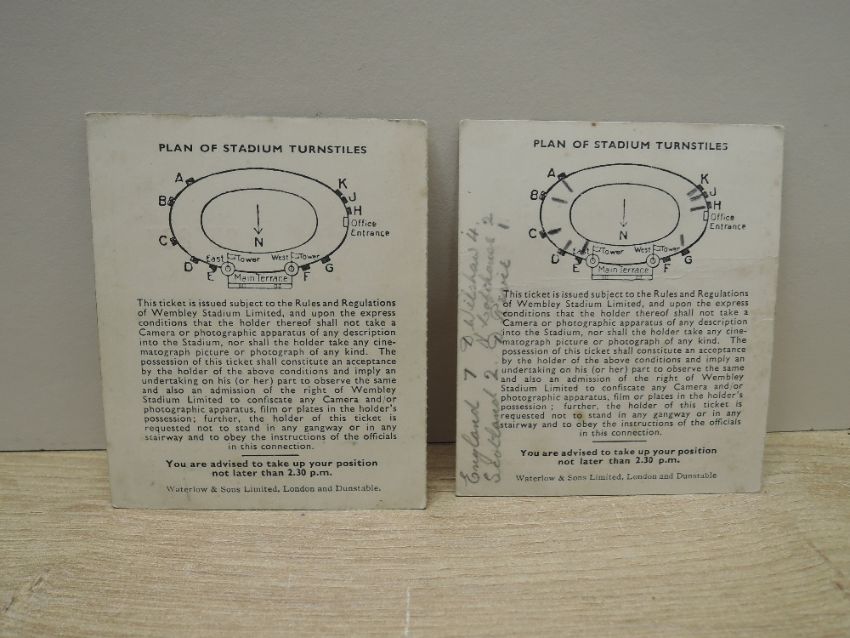 PLAN OF STADIUM TURNSTILES
A
B
C
D
E
F
G
H
J
K
Office
Entrance
N
East Tower
West Tower
Main Terrace
This ticket is issued subject to the Rules and Regulations
of Wembley Stadium Limited, and upon the express
conditions that the holder thereof shall not take a
Camera or photographic apparatus of any description
into the Stadium, nor shall the holder take any cine-
matograph picture or photograph of any kind. The
possession of this ticket shall constitute an acceptance
by the holder of the above conditions and imply an
undertaking on his (or her) part to observe the same
and also an admission of the right of Wembley
Stadium Limited to confiscate any Camera and/or
photographic apparatus, film or plates in the holder's
possession; further, the holder of this ticket is
requested not to stand in any gangway or in any
stairway and to obey the instructions of the officials
in this connection.
You are advised to take up your position
not later than 2.30 p.m.
Waterlow & Sons Limited, London and Dunstable.
PLAN OF STADIUM TURNSTILES
A
B
C
D
E
F
G
H
J
K
Office
Entrance
N
East Tower
West Tower
Main Terrace
This ticket is issued subject to the Rules and Regulations
of Wembley Stadium Limited, and upon the express
conditions that the holder thereof shall not take a
Camera or photographic apparatus of any description
into the Stadium, nor shall the holder take any cine-
matograph picture or photograph of any kind. The
possession of this ticket shall constitute an acceptance
by the holder of the above conditions and imply an
undertaking on his (or her) part to observe the same
and also an admission of the right of Wembley
Stadium Limited to confiscate any Camera and/or
photographic apparatus, film or plates in the holder's
possession; further, the holder of this ticket is
requested not to stand in any gangway or in any
stairway and to obey the instructions of the officials
in this connection.
You are advised to take up your position
not later than 2.30 p.m.
Waterlow & Sons Limited, London and Dunstable
England 7 D Wilshaw 4.
Scotland 2 Lofthouse 2
Revie 1.